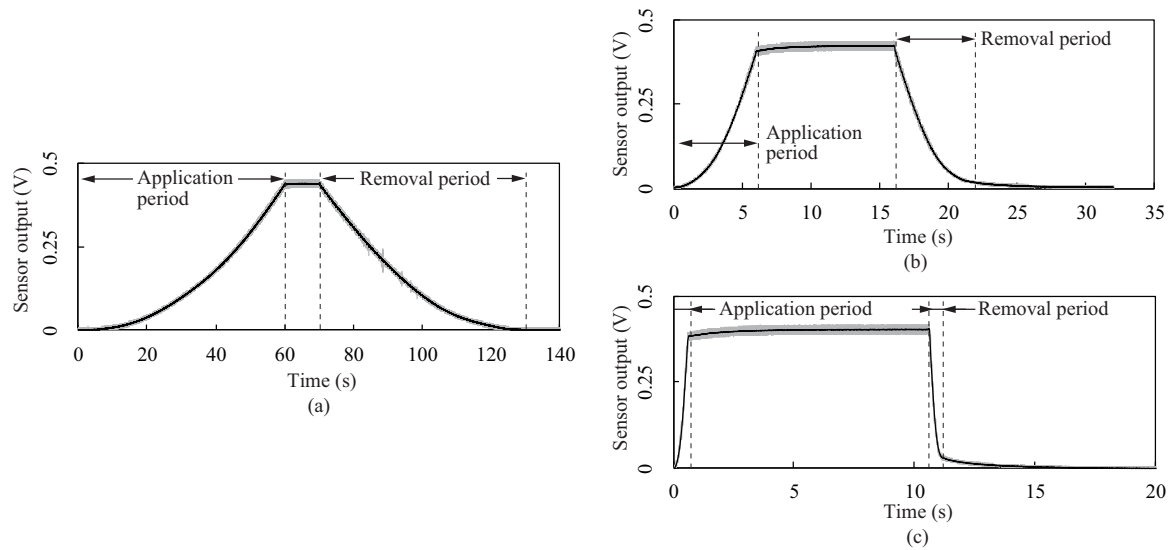 Sensor output (V)
0.5
0.25
0
Application
period
Removal period
0 20 40 60 80 100 120 140
Time (s)
(a)
Sensor output (V)
0.5
0.25
0
Removal period
Application
period
0 5 10 15 20 25 30 35
Time (s)
(b)
Sensor output (V)
0.5
0.25
0
Application period
Removal period
0 5 10 15 20
Time (s)
(c)